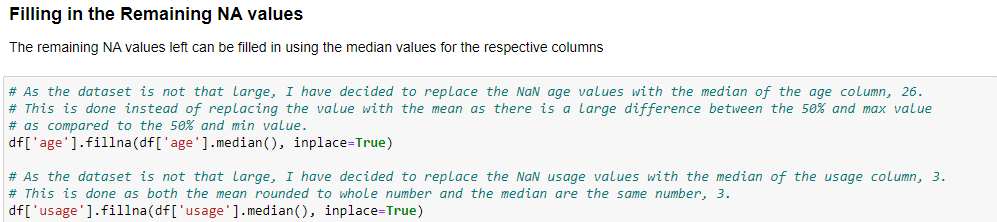 Filling in the Remaining NA values
The remaining NA values left can be filled in using the median values for the respective columns
# As the dataset is not that large, I have decided to replace the NaN age values with the median of the age column, 26.
# This is done instead of replacing the value with the mean as there is a large difference between the 50% and max value
# as compared to the 50% and min value.
df['age'].fillna(df['age'].median(), inplace=True)
# As the dataset is not that large, I have decided to replace the NaN usage values with the median of the usage column, 3.
# This is done as both the mean rounded to whole number and the median are the same number, 3.
df['usage'].fillna(df['usage'].median(), inplace=True)